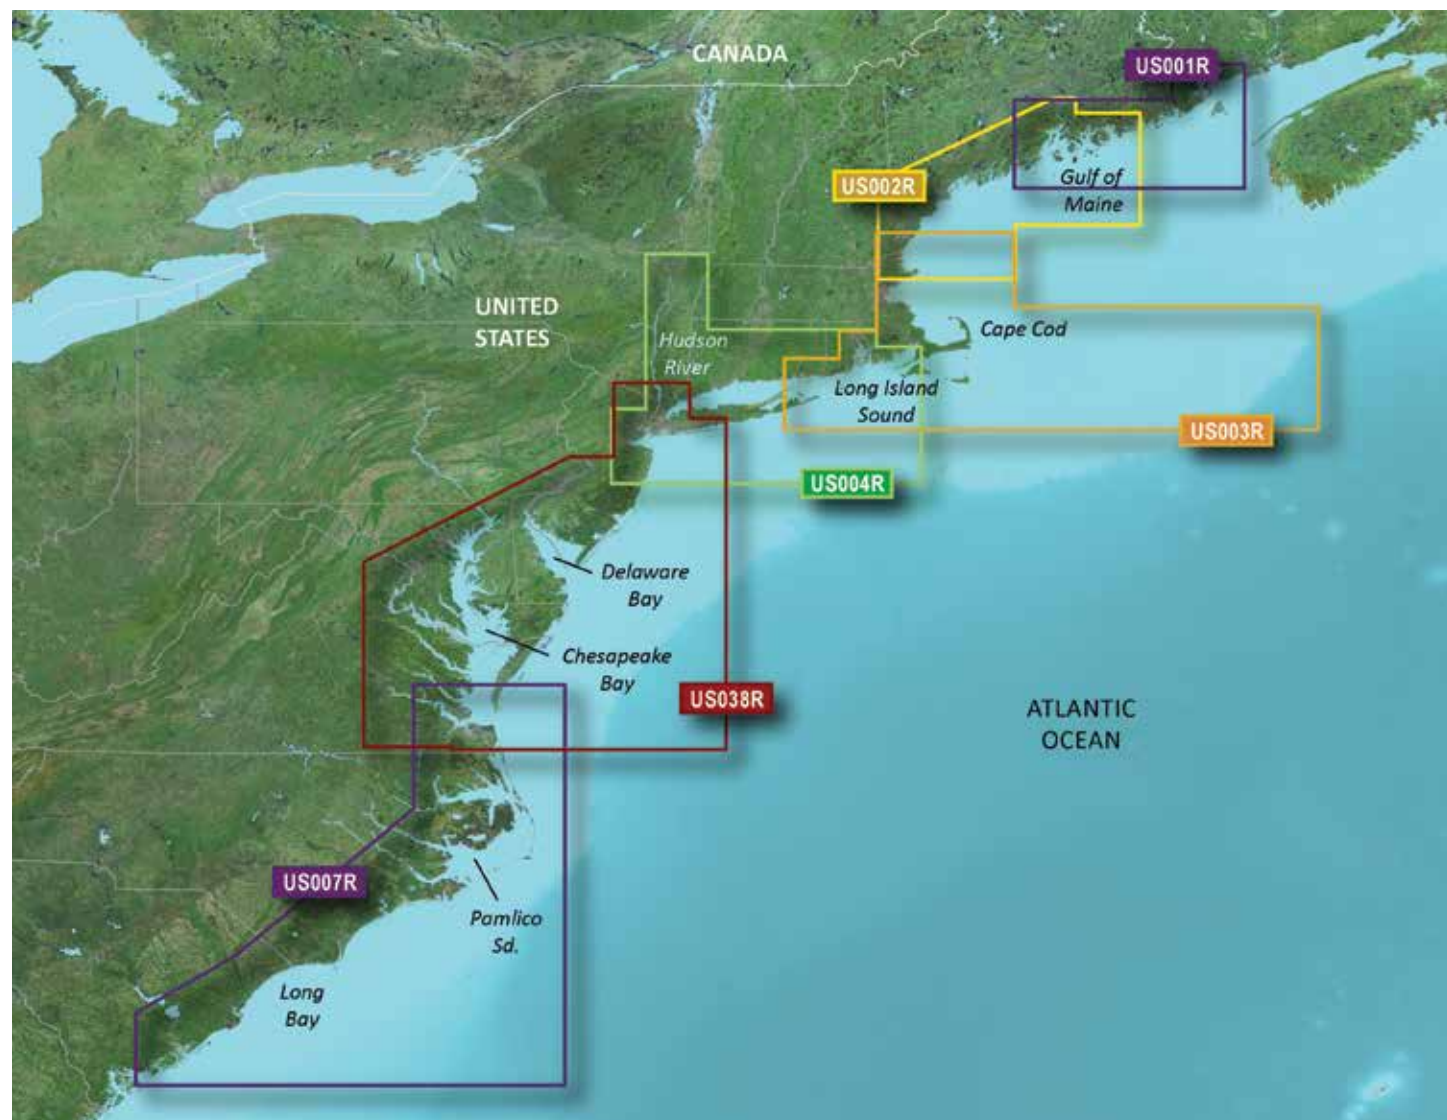 CANADA
US001R
US002R
Gulf of
Maine
UNITED
STATES
Hudson
River
Cape Cod
Long Island
Sound
US003R
US004R
Delaware
Bay
Chesapeake
Bay
US038R
ATLANTIC
OCEAN
US007R
Pamlico
Sd.
Long
Bay